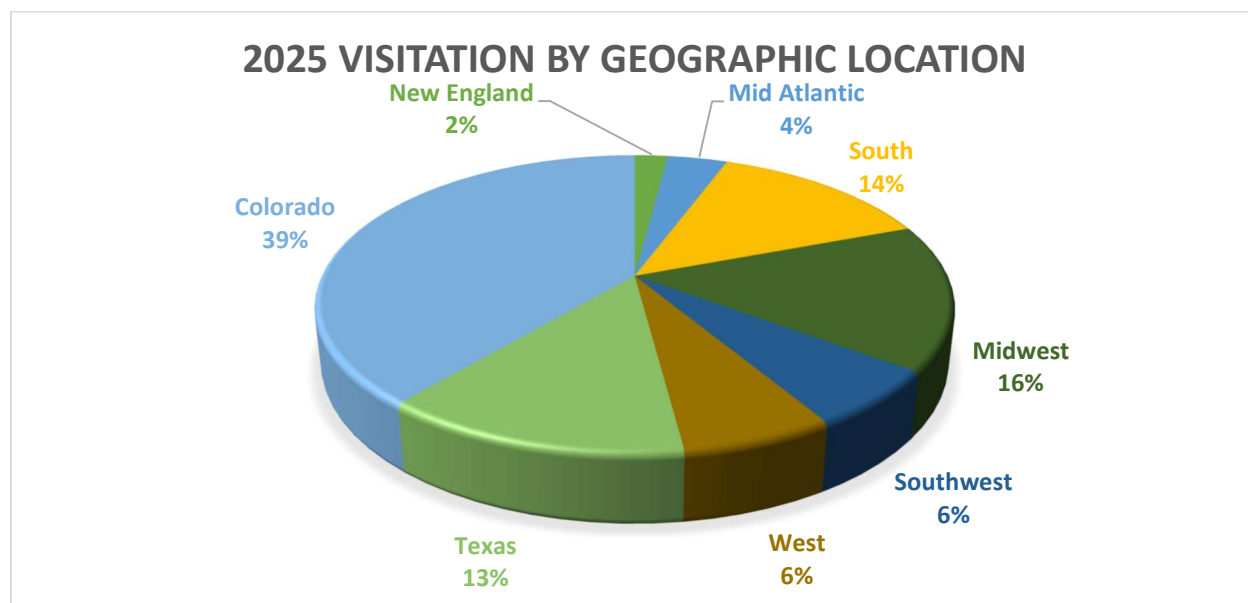 2025 VISITATION BY GEOGRAPHIC LOCATION
New England
2%
Mid Atlantic
4%
South
14%
Colorado
39%
Midwest
16%
Southwest
6%
West
6%
Texas
13%